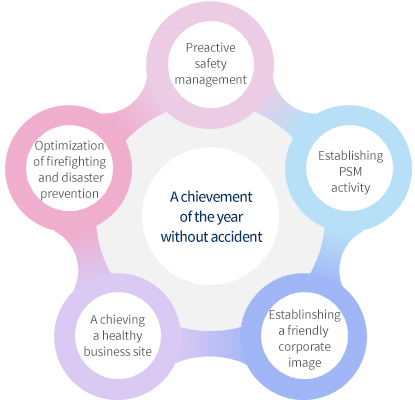 Preactive
safety
management
Optimization
of firefighting
and disaster
prevention
Establishing
PSM
activity
A chievement
of the year
without accident
A chieving
a healthy
business site
Establinshing
a friendly
corporate
image